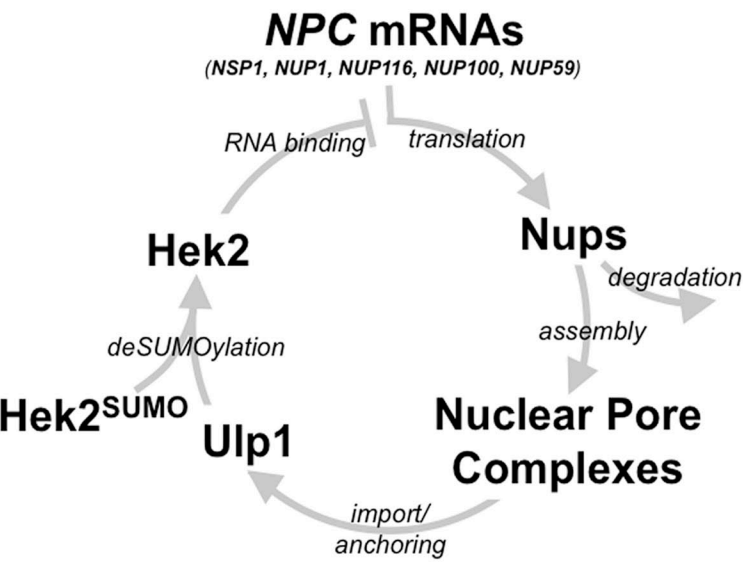 NPC mRNAs
(NSP1, NUP1, NUP116, NUP100, NUP59)
RNA binding
translation
Hek2
Nups
degradation
deSUMOylation
assembly
Hek2SUMO
Ulp1
Nuclear Pore
Complexes
import/
anchoring